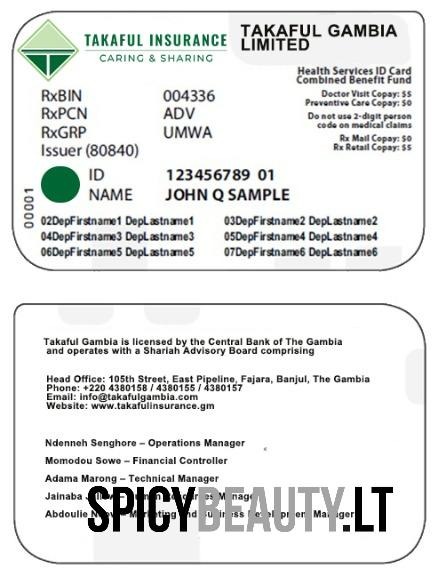 TAKAFUL INSURANCE
CARING & SHARING
TAKAFUL GAMBIA
LIMITED
Health Services ID Card
Combined Benefit Fund
Doctor Visit Copay: $5
Preventive Care Copay: $0
Do not use 2-digit person
code on medical claims
Rx Mail Copay: $0
Rx Retail Copay: $5
RxBIN 004336
RxPCN ADV
RxGRP UMWA
Issuer (80840)
ID 123456789 01
NAME JOHN Q SAMPLE
00001
02DepFirstname1 DepLastname1 03DepFirstname2 DepLastname2
04DepFirstname3 DepLastname3 05DepFirstname4 DepLastname4
06DepFirstname5 DepLastname5 07DepFirstname6 DepLastname6
Takaful Gambia is licensed by the Central Bank of The Gambia
and operates with a Shariah Advisory Board comprising
Head Office: 105th Street, East Pipeline, Fajara, Banjul, The Gambia
Phone: +220 4380158 / 4380155 / 4380157
Email: info@takafulgambia.com
Website: www.takafulinsurance.gm
Ndenneh Senghore – Operations Manager
Momodou Sowe – Financial Controller
Adama Marong – Technical Manager
Jainaba – Human Resources Manager
Abdoulie – Marketing and Business Development Manager
SPICYBEAUTY.LT